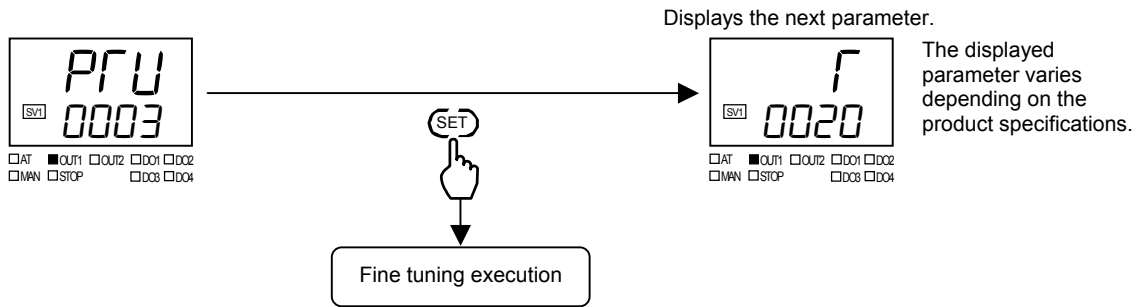 Displays the next parameter.
PTU
SV1 0003
AT OUT1 OUT2 DO1 DO2
MAN STOP DO3 DO4
SET
Fine tuning execution
T
SV1 0020
AT OUT1 OUT2 DO1 DO2
MAN STOP DO3 DO4
The displayed
parameter varies
depending on the
product specifications.